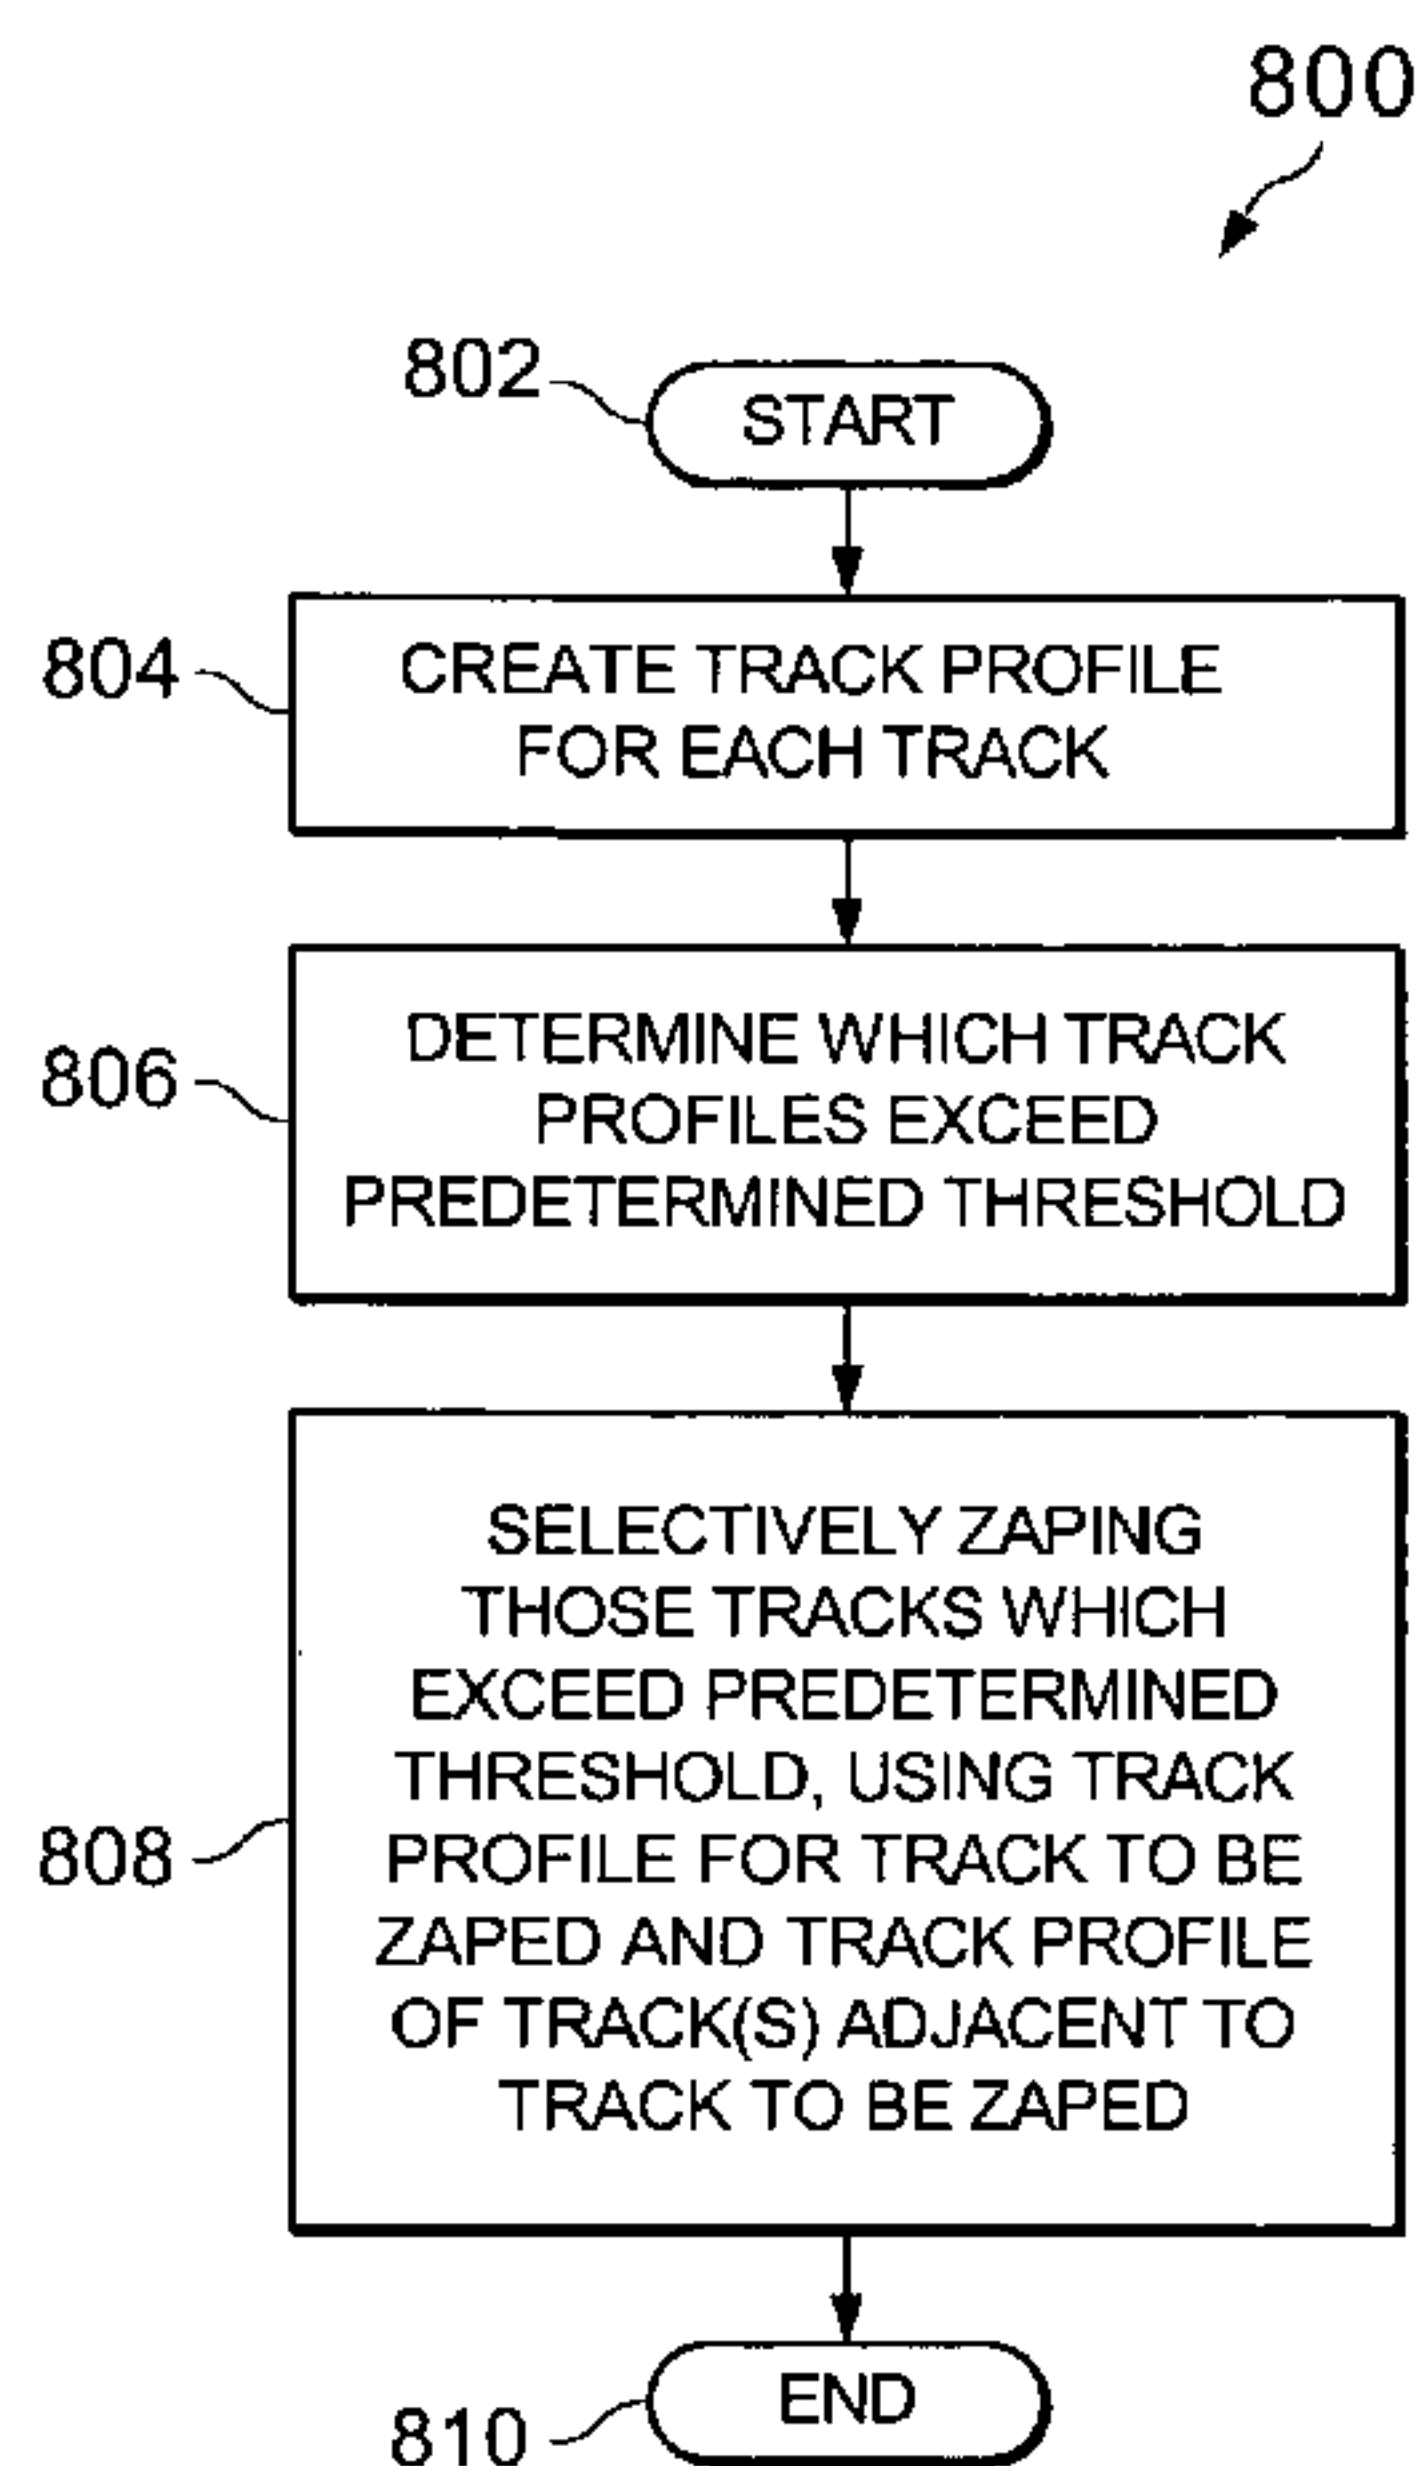 800
802
START
804
CREATE TRACK PROFILE
FOR EACH TRACK
806
DETERMINE WHICH TRACK
PROFILES EXCEED
PREDETERMINED THRESHOLD
808
SELECTIVELY ZAPING
THOSE TRACKS WHICH
EXCEED PREDETERMINED
THRESHOLD, USING TRACK
PROFILE FOR TRACK TO BE
ZAPED AND TRACK PROFILE
OF TRACK(S) ADJACENT TO
TRACK TO BE ZAPED
810
END